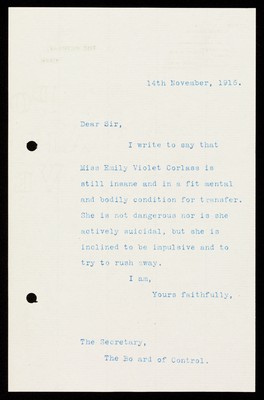 14th November, 1915.
Dear Sir,
I write to say that
Miss Emily Violet Corlass is
still insane and in a fit mental
and bodily condition for transfer.
She is not dangerous nor is she
actively suicidal, but she is
inclined to be impulsive and to
try to rush away.
I am,
Yours faithfully,
The Secretary,
The Board of Control.